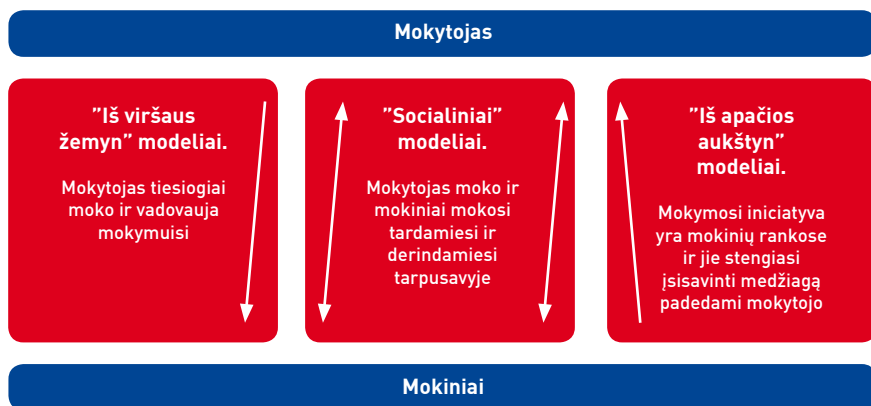 Mokytojas
”Iš viršaus
žemyn” modeliai.
Mokytojas tiesiogiai
moko ir vadovauja
mokymuisi
”Socialiniai”
modeliai.
Mokytojas moko ir
mokiniai mokosi
tardamiesi ir
derindamiesi
tarpusavyje
”Iš apačios
aukštyn”
modeliai.
Mokymosi iniciatyva
yra mokinių rankose
ir jie stengiasi
įsisavinti medžiagą
padedami mokytojo
Mokiniai